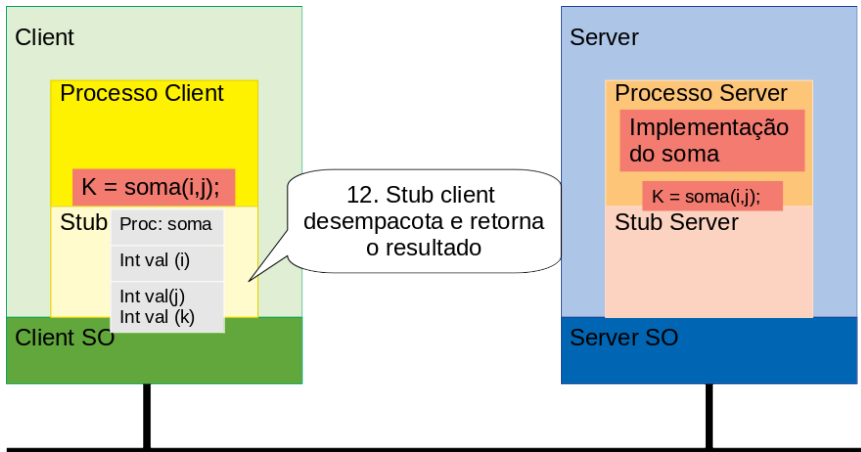 Client
Processo Client
K = soma(i,j);
Stub
Proc: soma
Int val (i)
Int val(j)
Int val (k)
Client SO
12. Stub client
desempacota e retorna
o resultado
Server
Processo Server
Implementação
do soma
K = soma(i,j);
Stub Server
Server SO